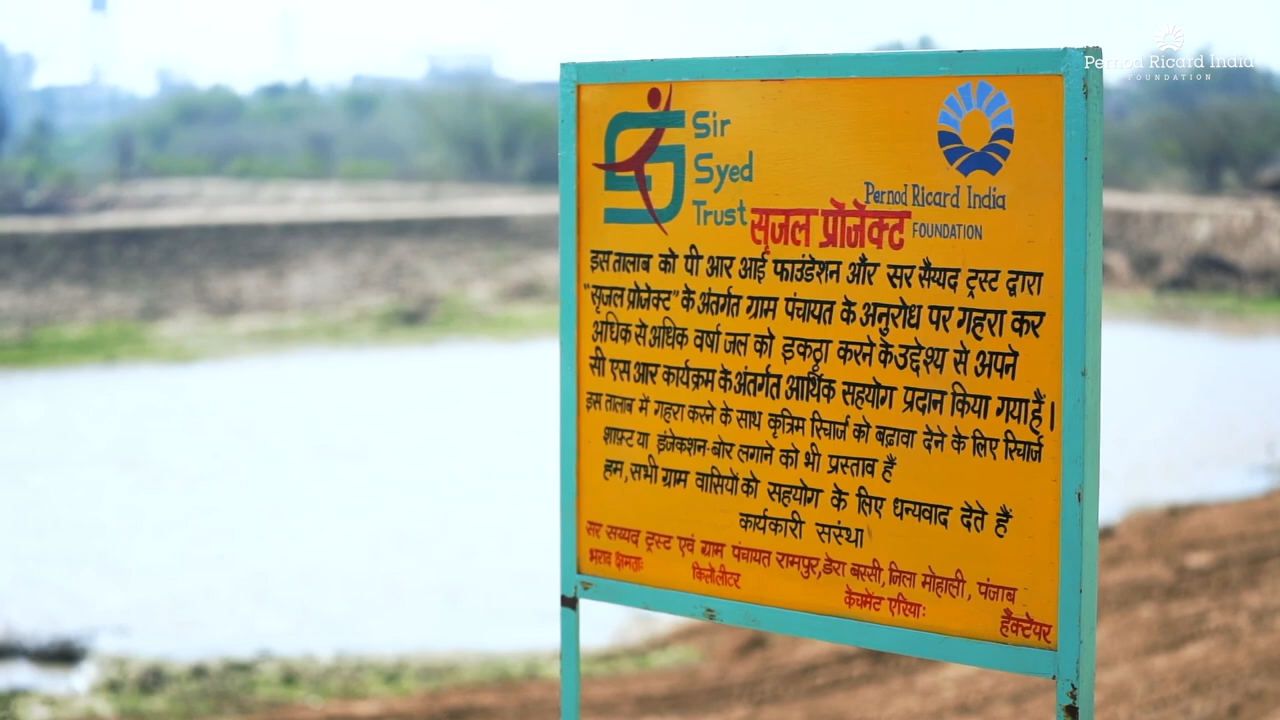 Pernod Ricard India
FOUNDATION
Sir
Syed
Trust
Pernod Ricard India
FOUNDATION
सृजल प्रोजेक्ट
इस तालाब को पी आर आई फाउंडेशन और सर सैय्यद ट्रस्ट द्वारा
"सृजल प्रोजेक्ट" के अंतर्गत ग्राम पंचायत के अनुरोध पर गहरा कर
अधिक से अधिक वर्षा जल को इकठ्ठा करने के उद्देश्य से अपने
सी एस आर कार्यक्रम के अंतर्गत आर्थिक सहयोग प्रदान किया गया हैं।
इस तालाब में गहरा करने के साथ कृत्रिम रिचार्ज को बढ़ावा देने के लिए रिचार्ज
शाफ़्ट या इंजेकशन-बोर लगाने को भी प्रस्ताव हैं
हम, सभी ग्राम वासियों को सहयोग के लिए धन्यवाद देते हैं
कार्यकारी संस्था
सर सय्यद ट्रस्ट एवं ग्राम पंचायत रामपुर, डेरा बस्सी, जिला मोहाली, पंजाब
भराव क्षमताः किलोलीटर केचमेंट एरियाः हैक्टेयर